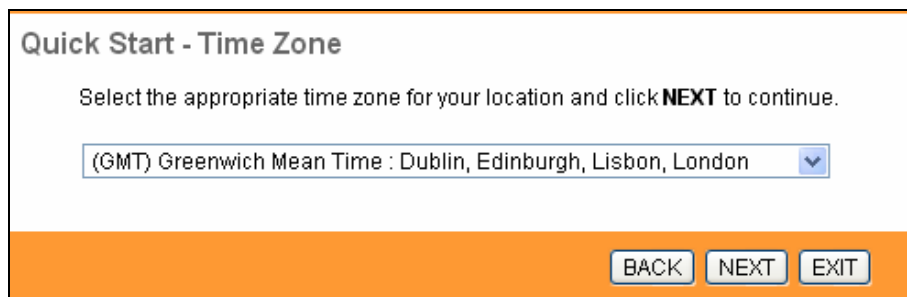 Quick Start - Time Zone
Select the appropriate time zone for your location and click NEXT to continue.
(GMT) Greenwich Mean Time : Dublin, Edinburgh, Lisbon, London
BACK NEXT EXIT